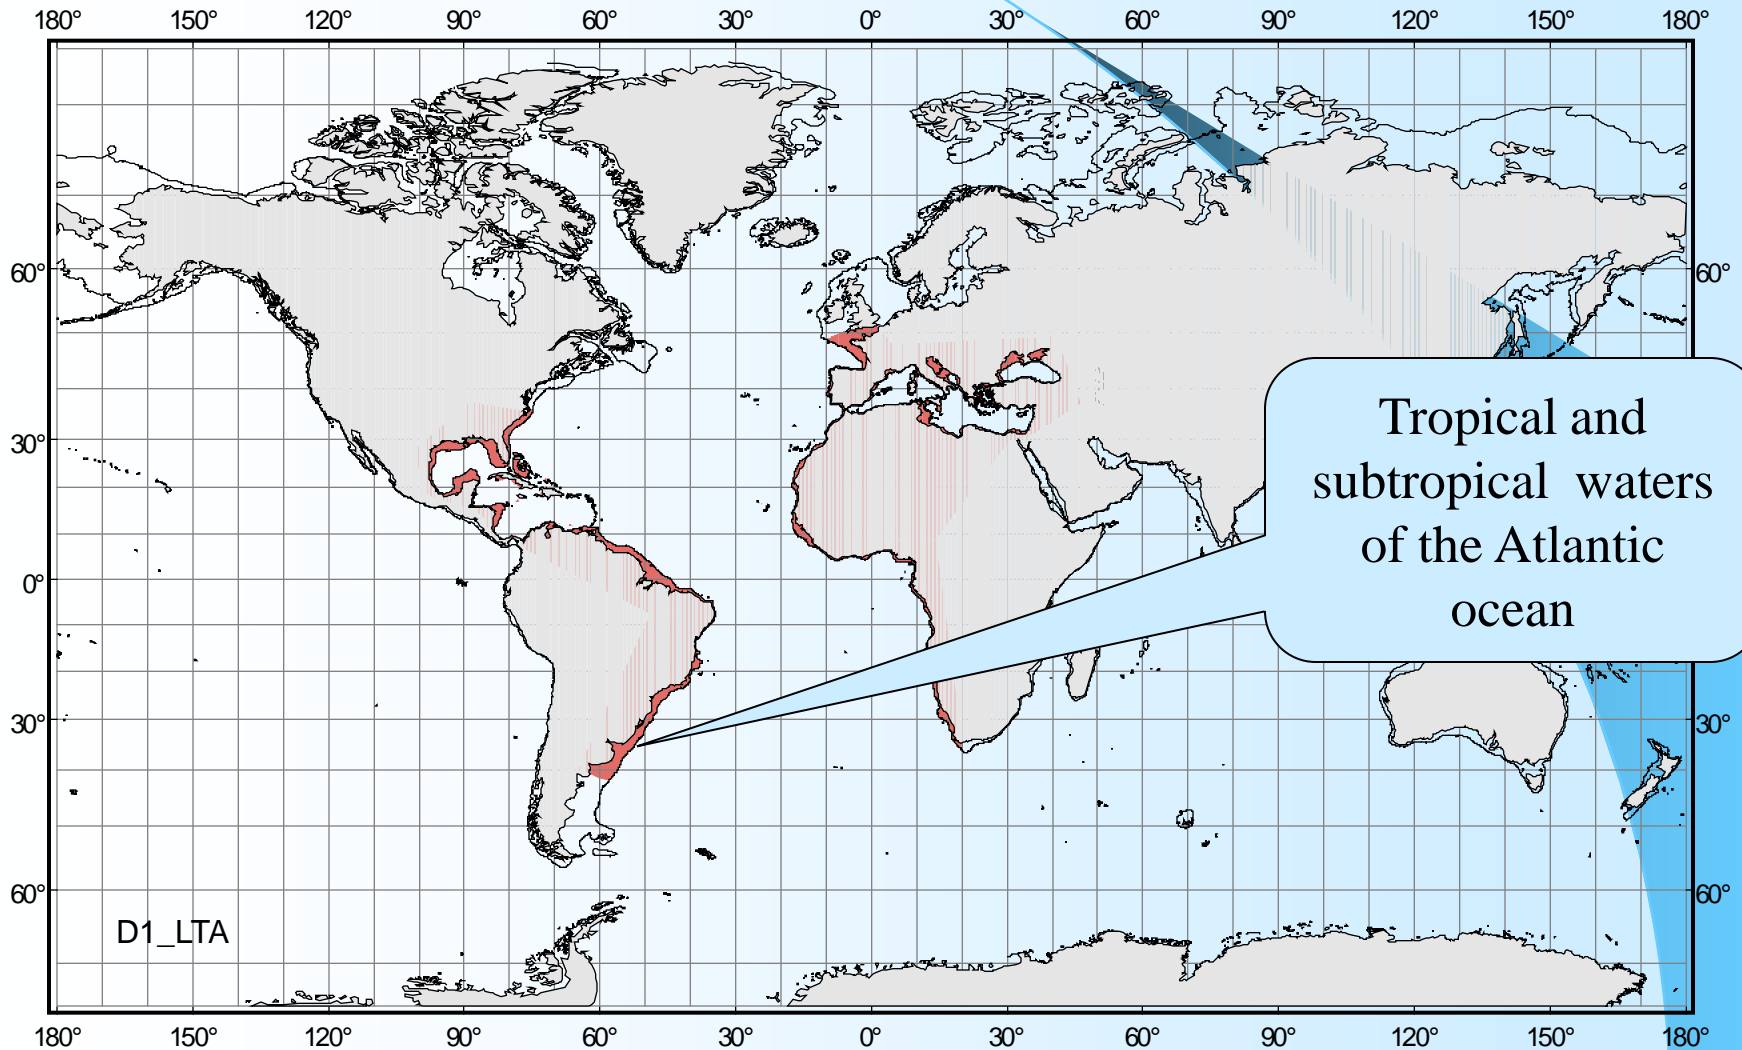 180° 150° 120° 90° 60° 30° 0° 30° 60° 90° 120° 150° 180°
60° 60°
30°
Tropical and
subtropical  waters
of the Atlantic
ocean
0°
30° 30°
60° 60°
D1_LTA
180° 150° 120° 90° 60° 30° 0° 30° 60° 90° 120° 150° 180°